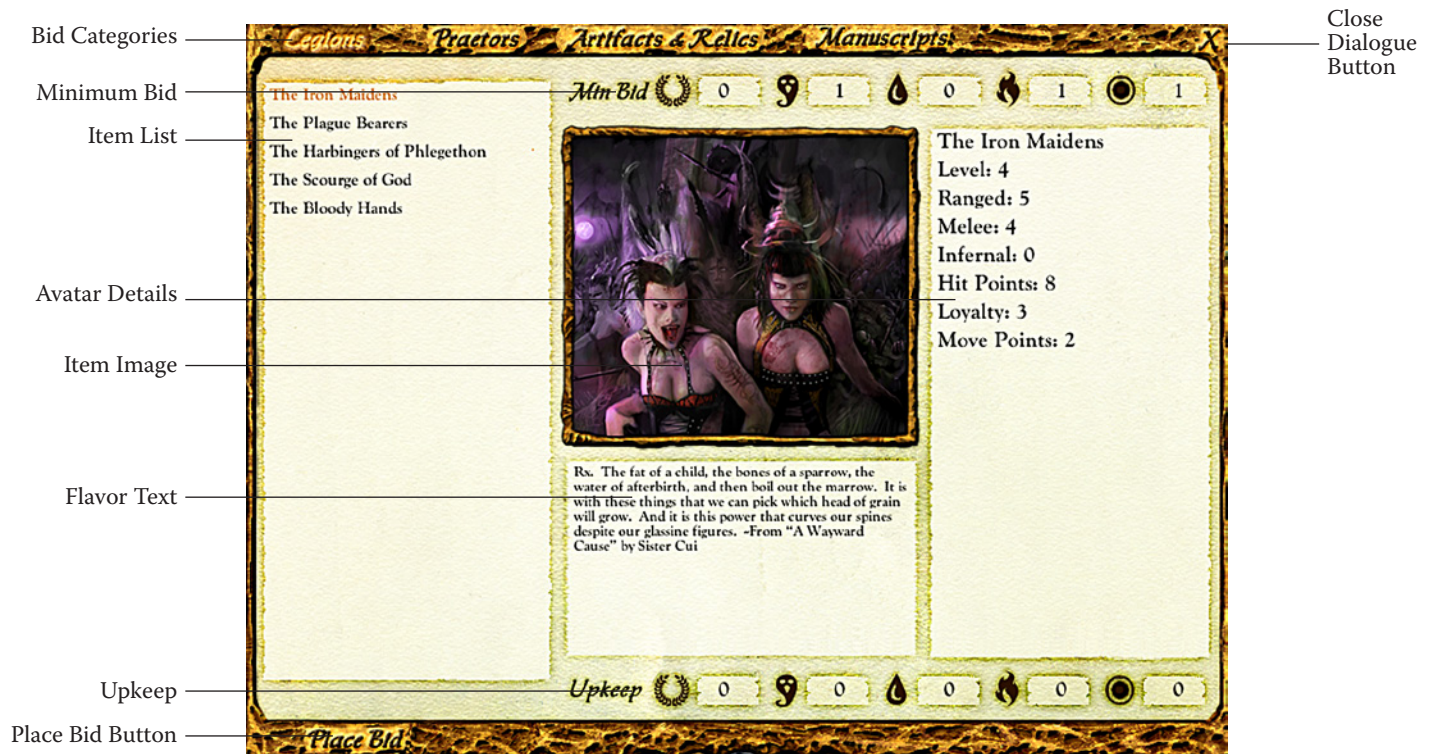 Bid Categories
Legions Praetors Artifacts & Relics Manuscripts X
Close
Dialogue
Button
Minimum Bid
Min Bid 0 1 0 1 1
Item List
The Iron Maidens
The Plague Bearers
The Harbingers of Phlegethon
The Scourge of God
The Bloody Hands
The Iron Maidens
Level: 4
Ranged: 5
Melee: 4
Infernal: 0
Hit Points: 8
Loyalty: 3
Move Points: 2
Avatar Details
Item Image
Flavor Text
Rx. The fat of a child, the bones of a sparrow, the
water of afterbirth, and then boil out the marrow. It is
with these things that we can pick which head of grain
will grow. And it is this power that curves our spines
despite our glassine figures. -From “A Wayward
Cause” by Sister Cui
Upkeep
Upkeep 0 0 0 0 0
Place Bid Button
Place Bid